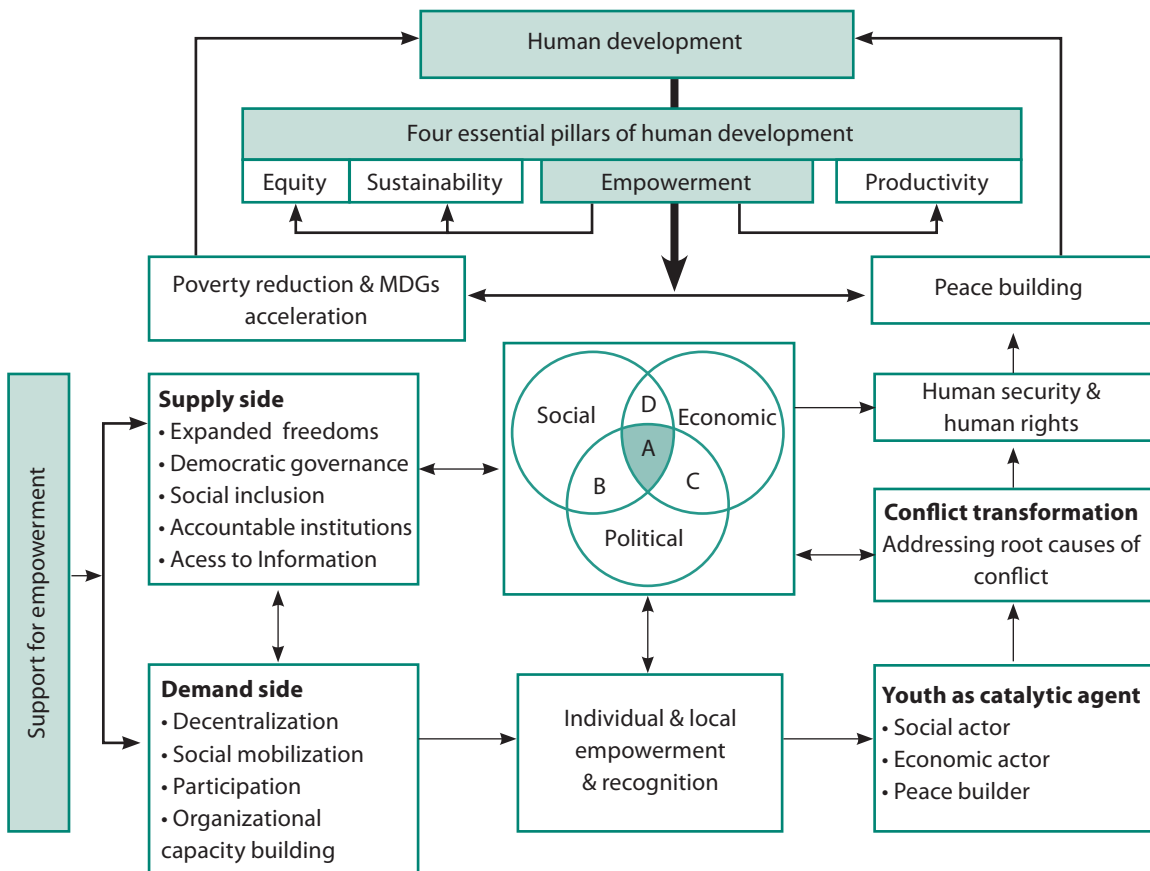 Human development
Four essential pillars of human development
Equity
Sustainability
Empowerment
Productivity
Poverty reduction & MDGs
acceleration
Peace building
Support for empowerment
Supply side
• Expanded freedoms
• Democratic governance
• Social inclusion
• Accountable institutions
• Acess to Information
Social
D
Economic
A
B
C
Political
Human security &
human rights
Conflict transformation
Addressing root causes of
conflict
Demand side
• Decentralization
• Social mobilization
• Participation
• Organizational
capacity building
Individual & local
empowerment
& recognition
Youth as catalytic agent
• Social actor
• Economic actor
• Peace builder